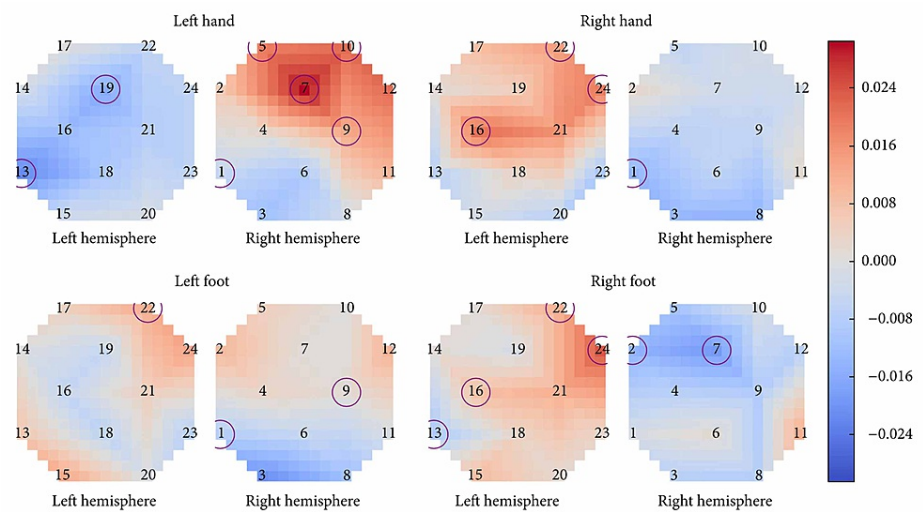 Left hand
Right hand
17 22 5 10 17 22 5 10
14 19 24 2 7 12 14 19 24 2 7 12
16 21 4 9 16 21 4 9
13 18 23 1 6 11 13 18 23 1 6 11
15 20 3 8 15 20 3 8
Left hemisphere Right hemisphere Left hemisphere Right hemisphere
Left foot
Right foot
17 22 5 10 17 22 5 10
14 19 24 2 7 12 14 19 24 2 7 12
16 21 4 9 16 21 4 9
13 18 23 1 6 11 13 18 23 1 6 11
15 20 3 8 15 20 3 8
Left hemisphere Right hemisphere Left hemisphere Right hemisphere
0.024
0.016
0.008
0.000
−0.008
−0.016
−0.024